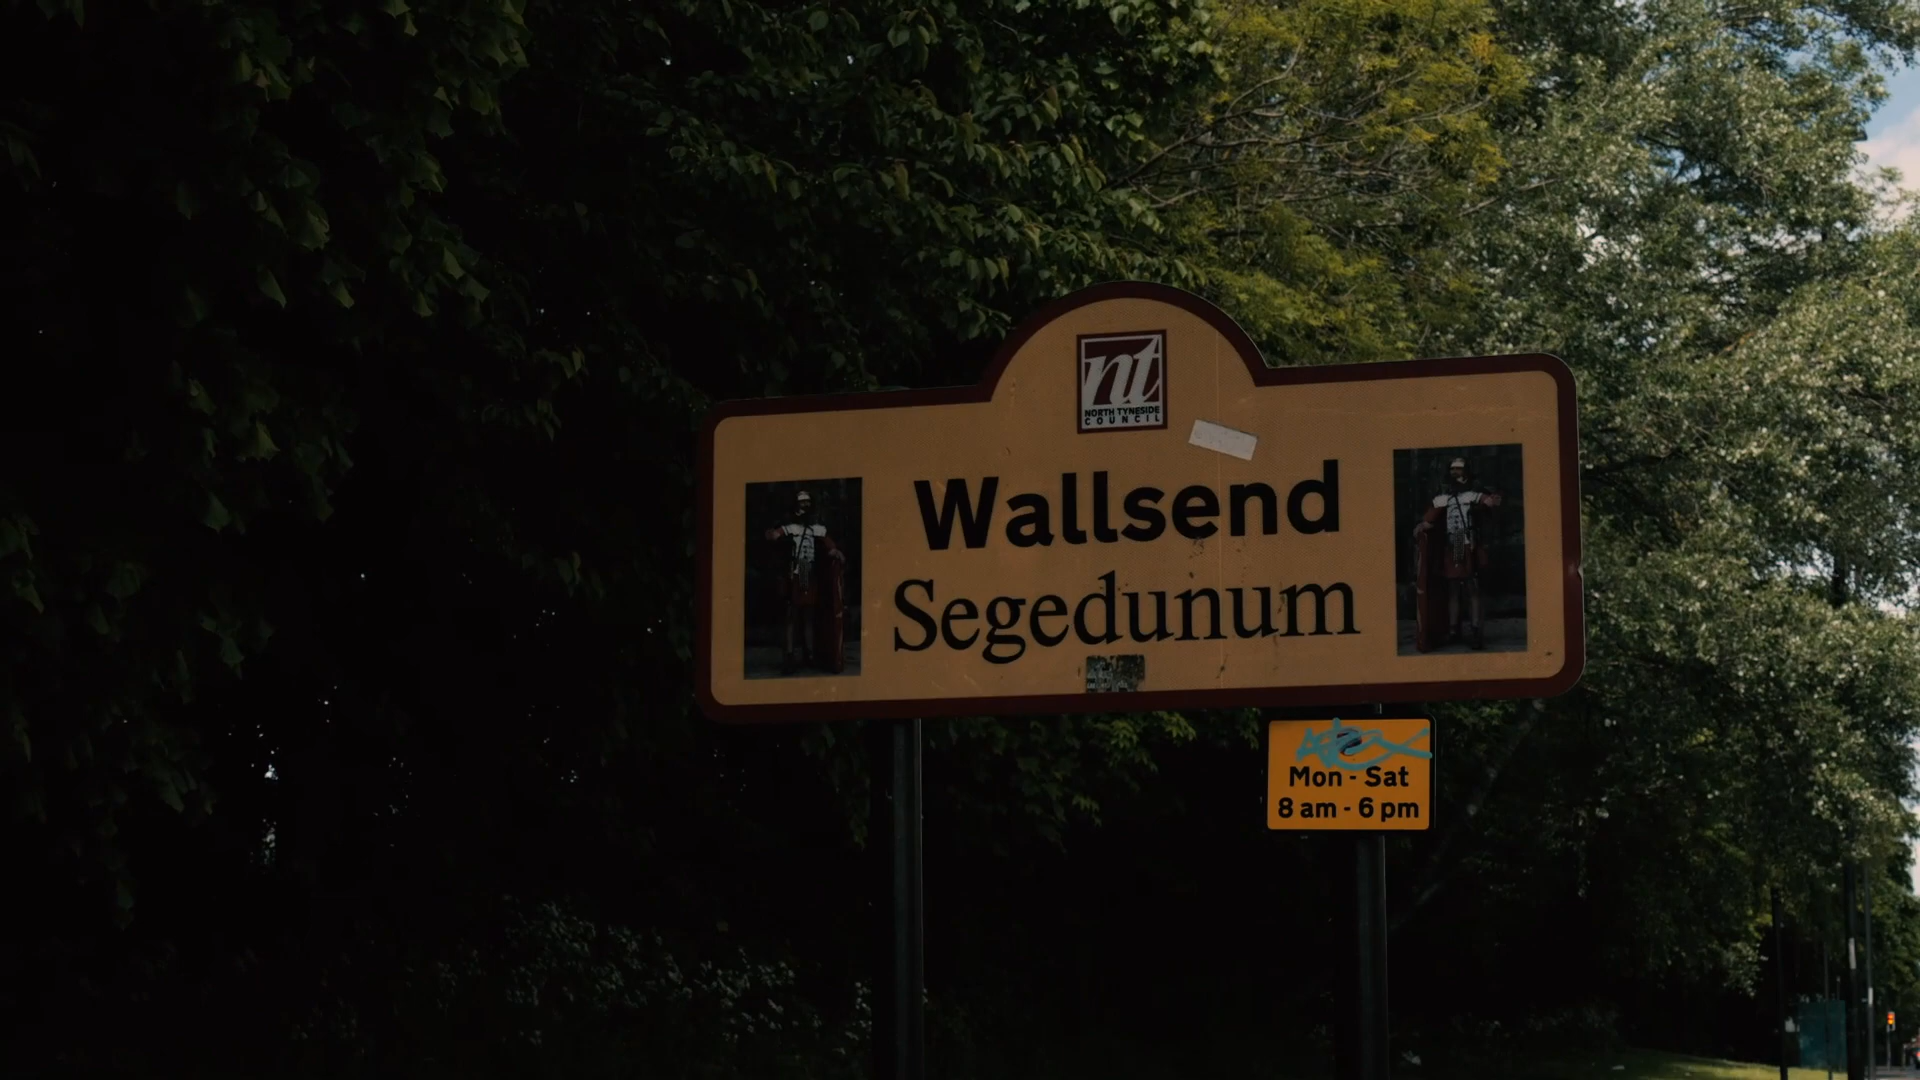 nt
NORTH TYNESIDE
COUNCIL
Wallsend
Segedunum
Mon - Sat
8 am - 6 pm